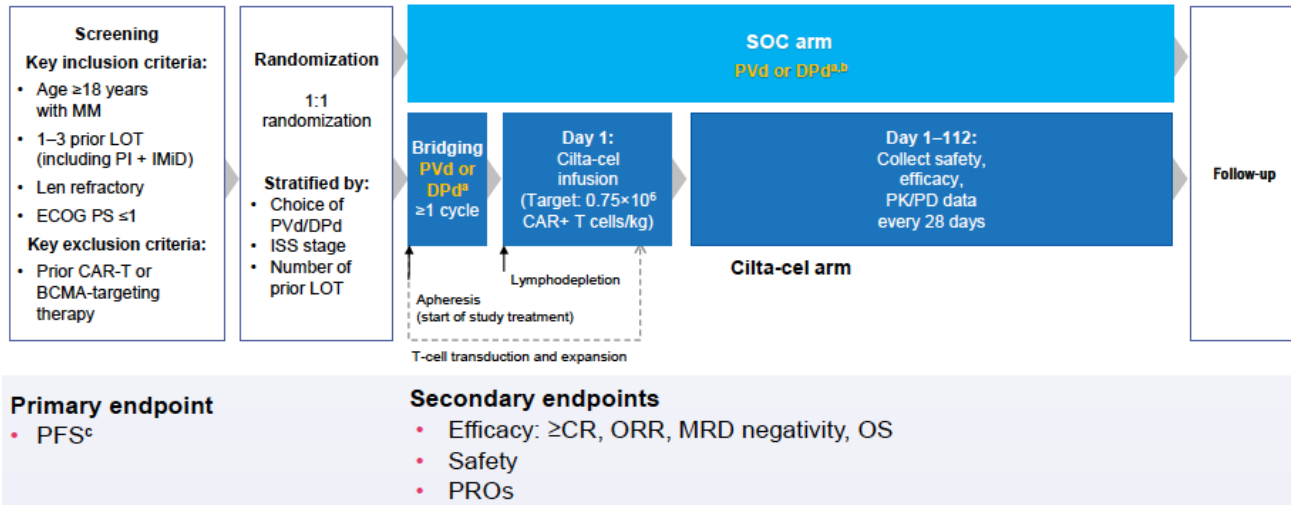 Screening
Key inclusion criteria:
• Age ≥18 years
with MM
• 1–3 prior LOT
(including PI + IMiD)
• Len refractory
• ECOG PS ≤1
Key exclusion criteria:
• Prior CAR-T or
BCMA-targeting
therapy
Randomization
1:1
randomization
Stratified by:
• Choice of
PVd/DPd
• ISS stage
• Number of
prior LOT
SOC arm
PVd or DPdᵃ,ᵇ
Bridging
PVd or
DPdᵃ
≥1 cycle
Day 1:
Cilta-cel
infusion
(Target: 0.75×10⁶
CAR+ T cells/kg)
Day 1–112:
Collect safety,
efficacy,
PK/PD data
every 28 days
Cilta-cel arm
Lymphodepletion
Apheresis
(start of study treatment)
T-cell transduction and expansion
Follow-up
Primary endpoint
• PFSᶜ
Secondary endpoints
• Efficacy: ≥CR, ORR, MRD negativity, OS
• Safety
• PROs